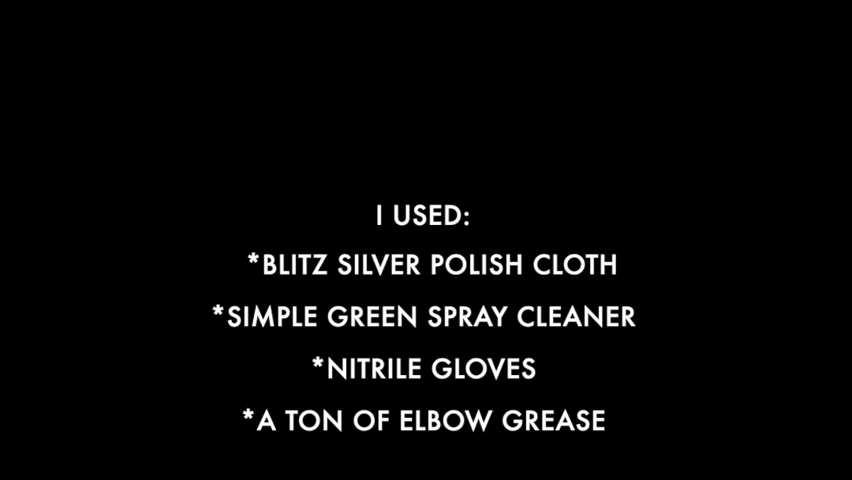 I USED:
*BLITZ SILVER POLISH CLOTH
*SIMPLE GREEN SPRAY CLEANER
*NITRILE GLOVES
*A TON OF ELBOW GREASE